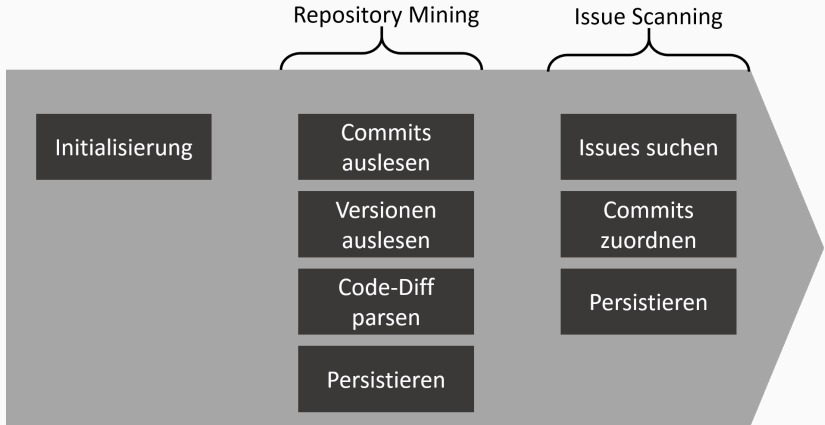 Repository Mining
Issue Scanning
Initialisierung
Commits
auslesen
Versionen
auslesen
Code-Diff
parsen
Persistieren
Issues suchen
Commits
zuordnen
Persistieren